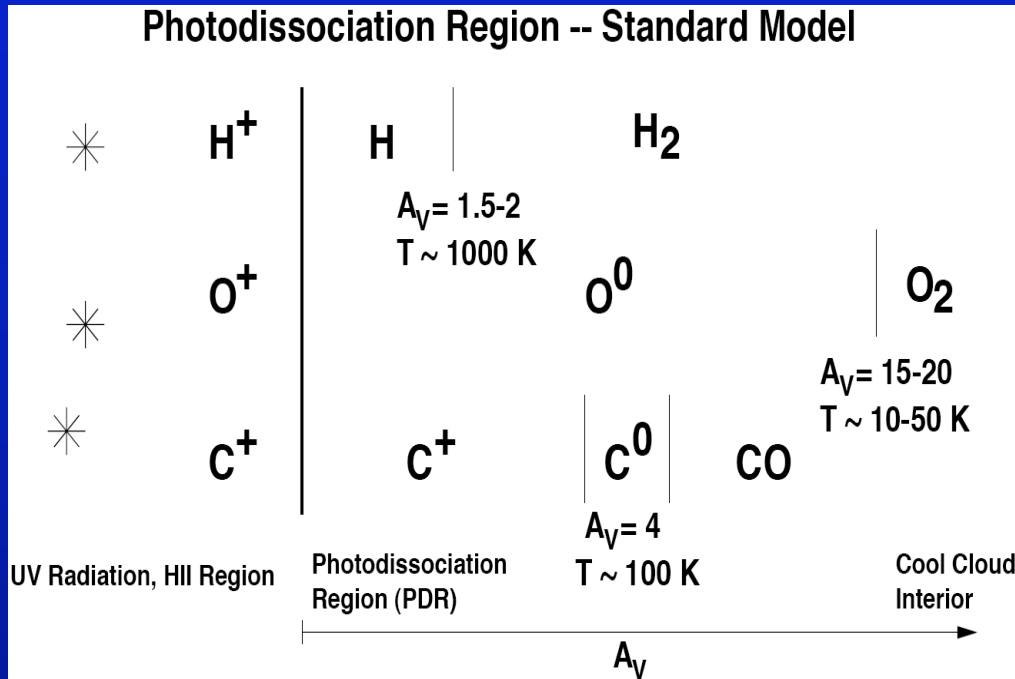 Photodissociation Region -- Standard Model
H+ H H2
AV= 1.5-2
T ~ 1000 K
O+ O0 O2
AV= 15-20
T ~ 10-50 K
C+ C+ C0 CO
AV= 4
T ~ 100 K
UV Radiation, HII Region
Photodissociation
Region (PDR)
Cool Cloud
Interior
AV